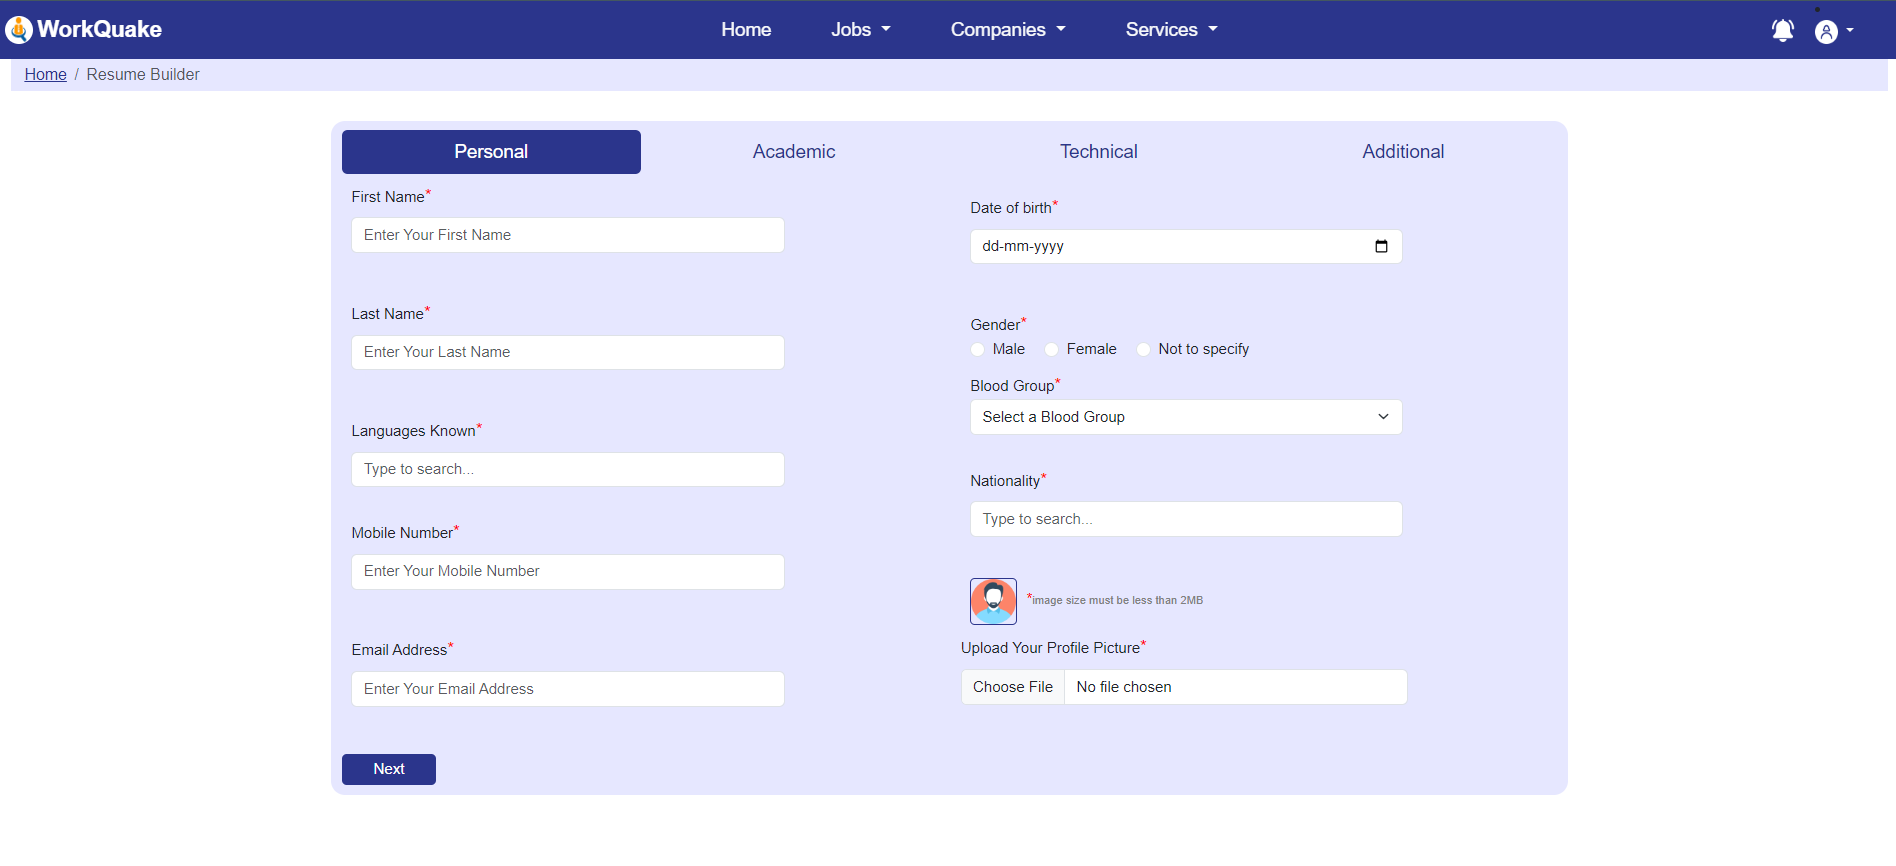 WorkQuake
Home Jobs Companies Services
Home / Resume Builder
Personal Academic Technical Additional
First Name*
Enter Your First Name
Last Name*
Enter Your Last Name
Languages Known*
Type to search...
Mobile Number*
Enter Your Mobile Number
Email Address*
Enter Your Email Address
Date of birth*
dd-mm-yyyy
Gender*
Male Female Not to specify
Blood Group*
Select a Blood Group
Nationality*
Type to search...
*image size must be less than 2MB
Upload Your Profile Picture*
Choose File No file chosen
Next